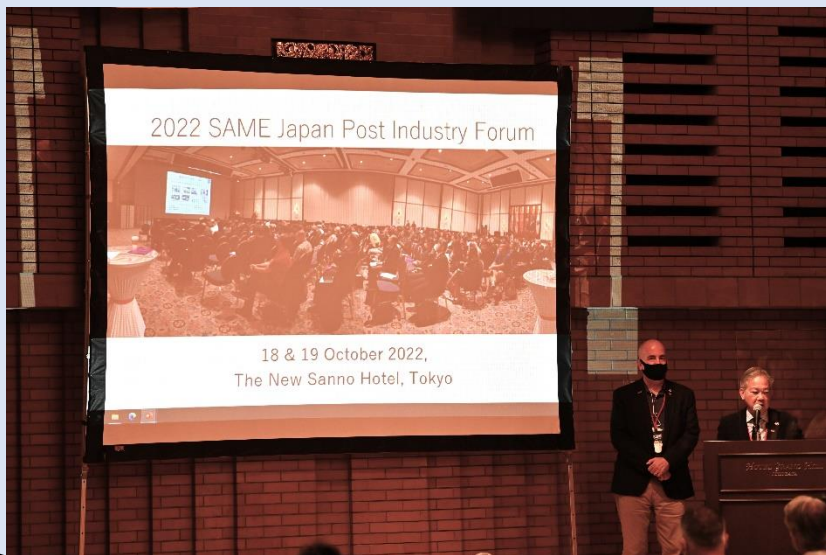 2022 SAME Japan Post Industry Forum
18 & 19 October 2022,
The New Sanno Hotel, Tokyo